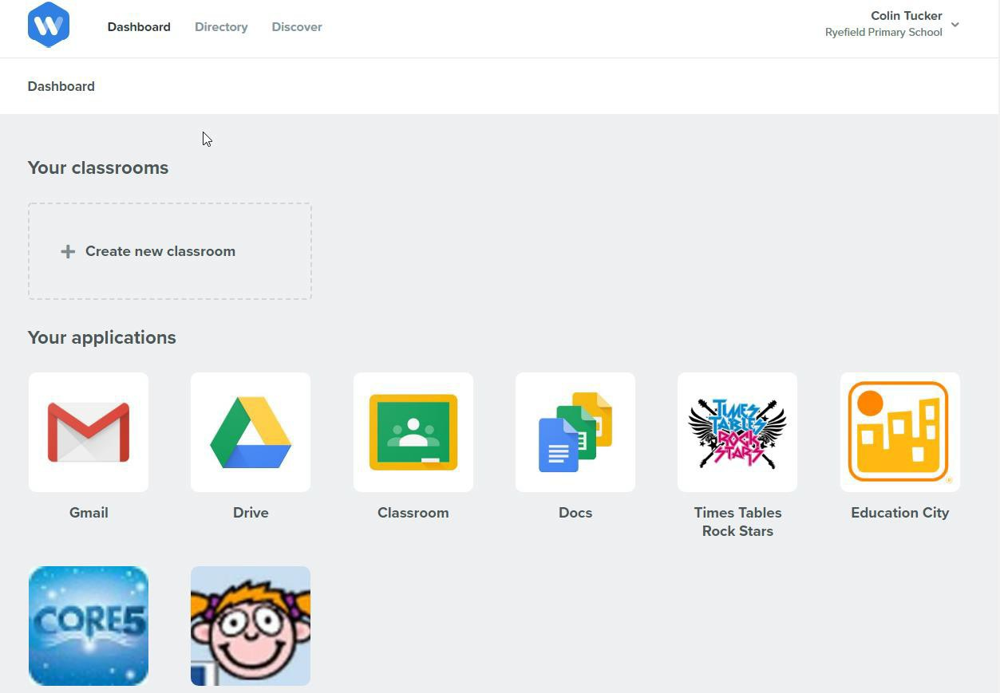 W
Dashboard Directory Discover
Colin Tucker
Ryefield Primary School
Dashboard
Your classrooms
+ Create new classroom
Your applications
TIMES
TABLES
ROCK
STARS
Gmail
Drive
Classroom
Docs
Times Tables
Rock Stars
Education City
CORE5